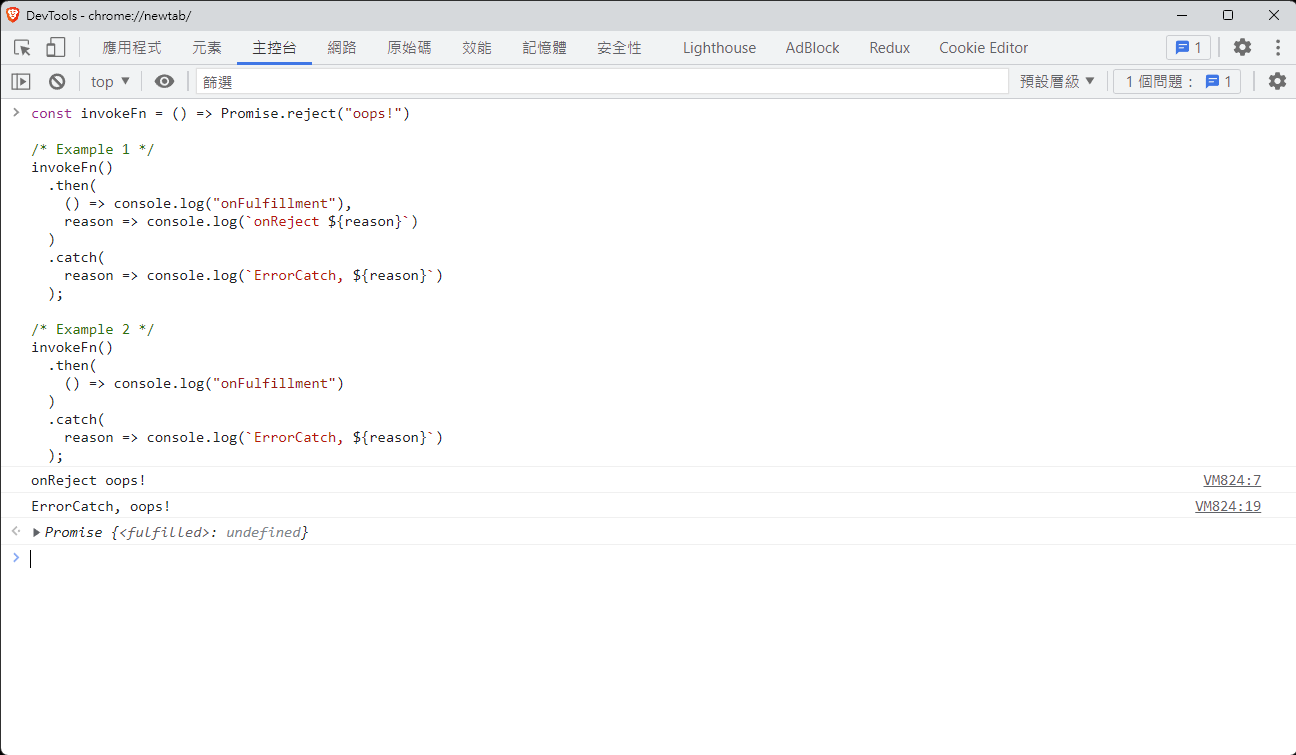 DevTools - chrome://newtab/
應用程式 元素 主控台 網路 原始碼 效能 記憶體 安全性 Lighthouse AdBlock Redux Cookie Editor 1
top ▼ 篩選 預設層級 ▼ 1 個問題： 1
> const invokeFn = () => Promise.reject("oops!")
/* Example 1 */
invokeFn()
  .then(
    () => console.log("onFulfillment"),
    reason => console.log(`onReject ${reason}`)
  )
  .catch(
    reason => console.log(`ErrorCatch, ${reason}`)
  );
/* Example 2 */
invokeFn()
  .then(
    () => console.log("onFulfillment")
  )
  .catch(
    reason => console.log(`ErrorCatch, ${reason}`)
  );
onReject oops! VM824:7
ErrorCatch, oops! VM824:19
▶Promise {<fulfilled>: undefined}
>